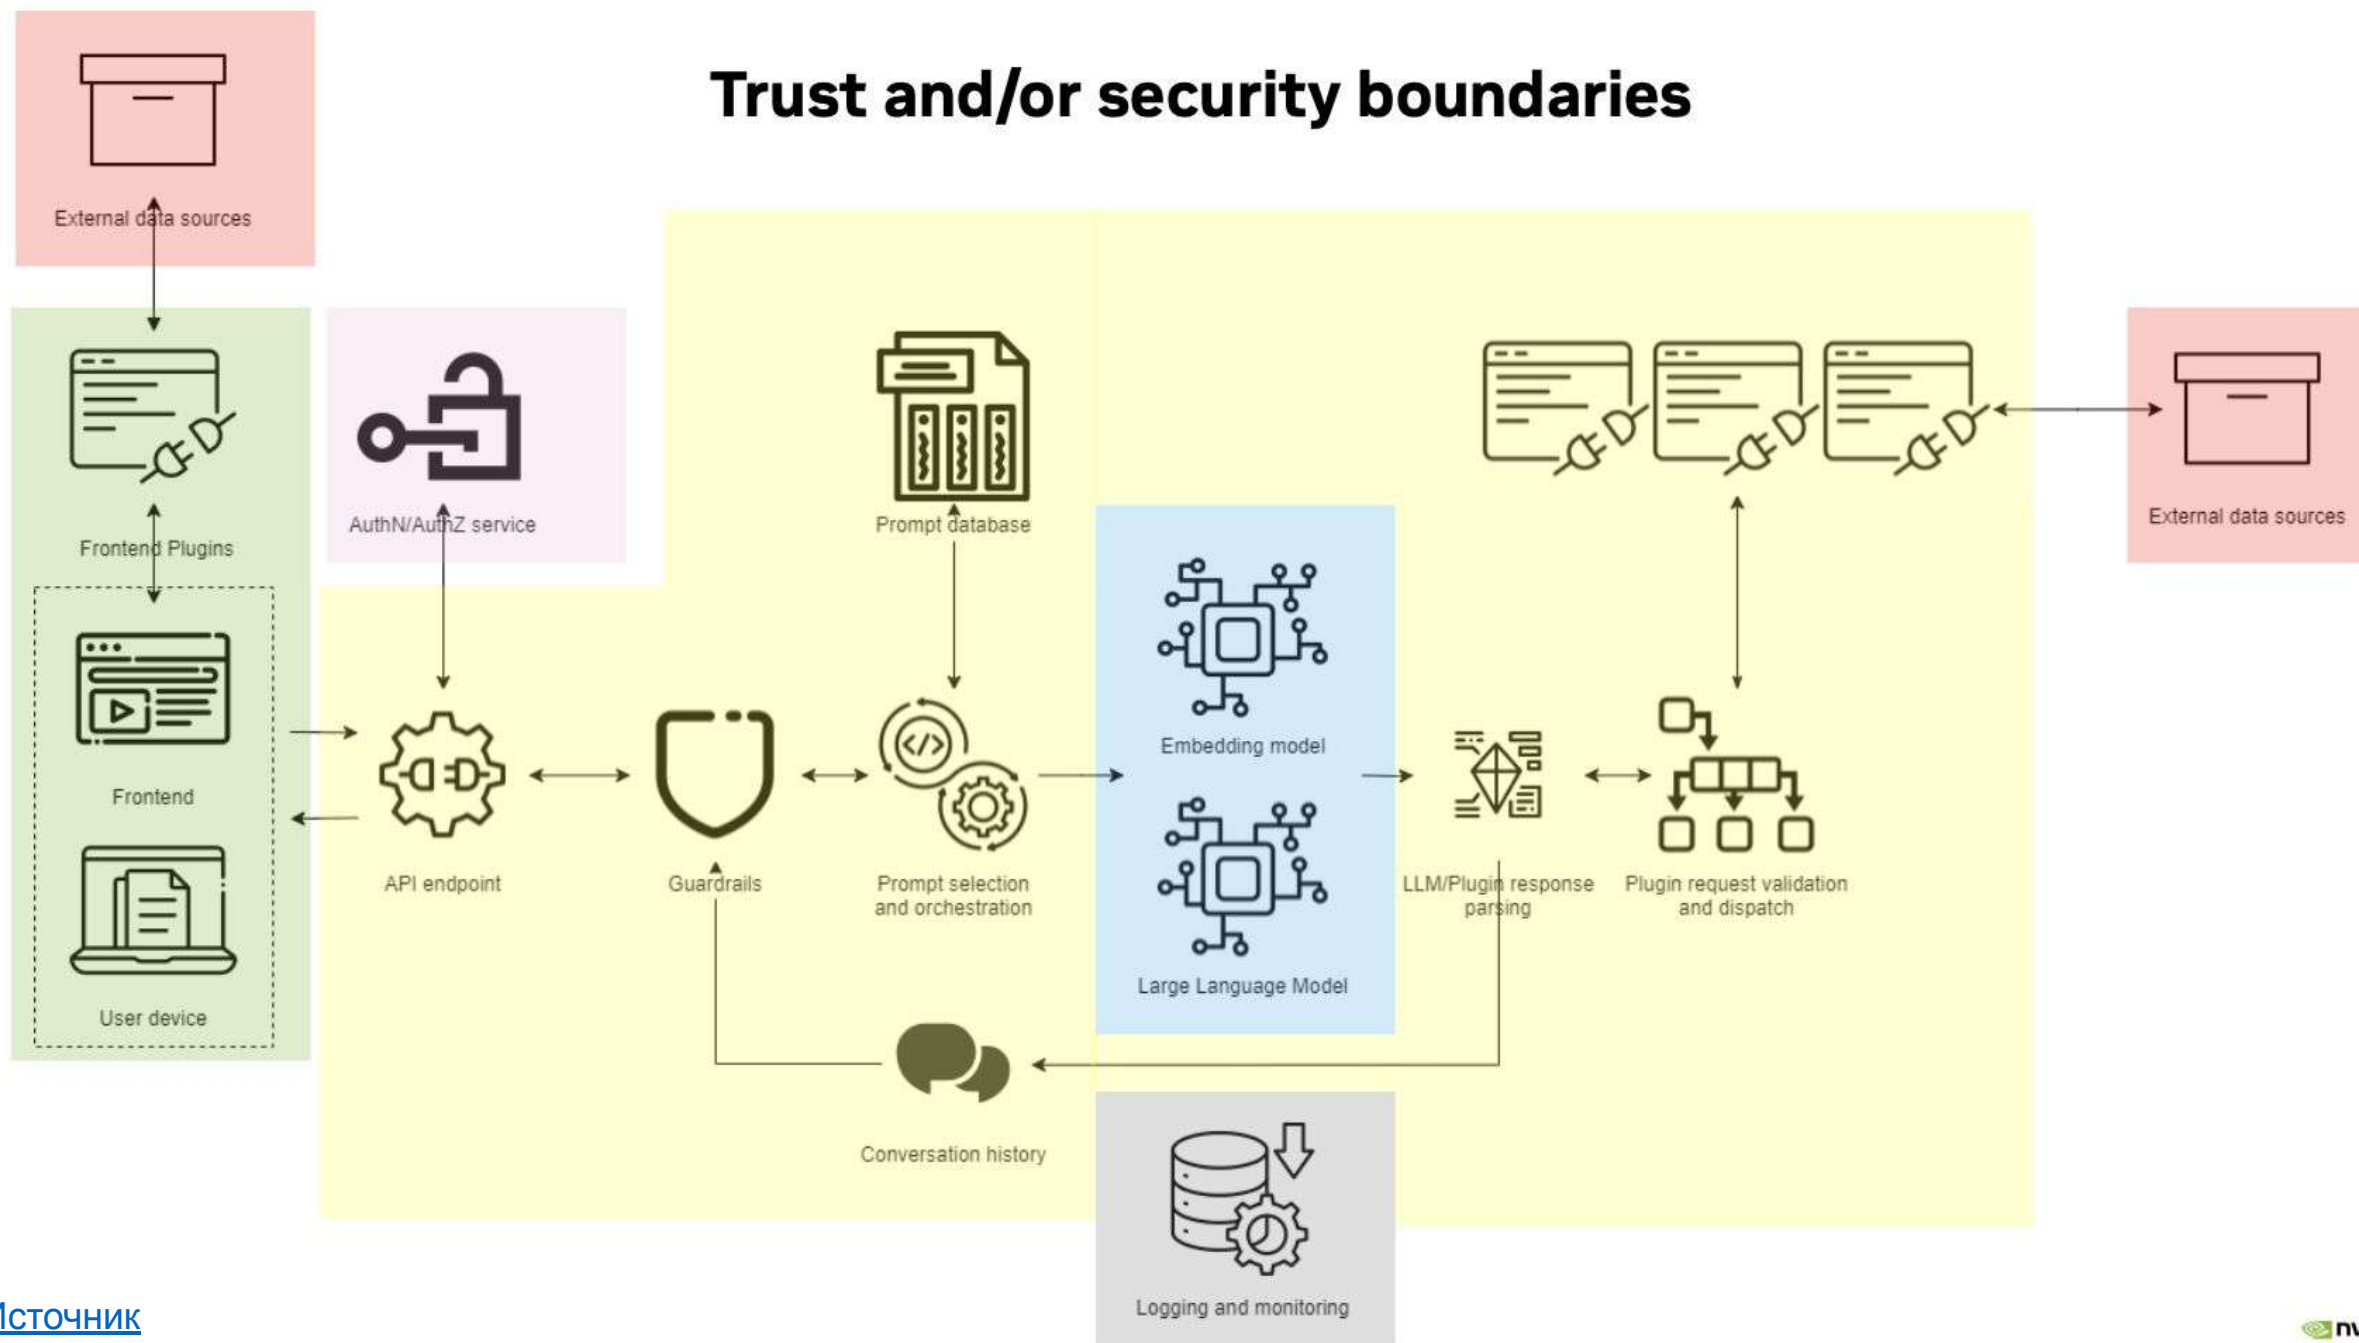 Trust and/or security boundaries
External data sources
Frontend Plugins
AuthN/AuthZ service
Prompt database
External data sources
Embedding model
Frontend
API endpoint
Guardrails
Prompt selection
and orchestration
LLM/Plugin response
parsing
Plugin request validation
and dispatch
Large Language Model
User device
Conversation history
Logging and monitoring